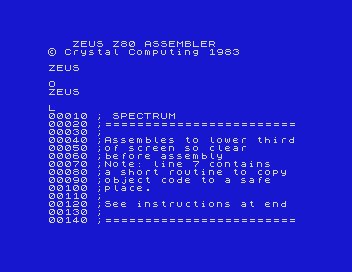 ZEUS Z80 ASSEMBLER
© Crystal Computing 1983
ZEUS
O
ZEUS
L
00010 ; SPECTRUM
00020 ;========================
00030 ;
00040 ;Assembles to lower third
00050 ;of screen so clear
00060 ;before assembly
00070 ;Note: line 7 contains
00080 ;a short routine to copy
00090 ;object code to a safe
00100 ;place.
00110 ;
00120 ;See instructions at end
00130 ;
00140 ;========================